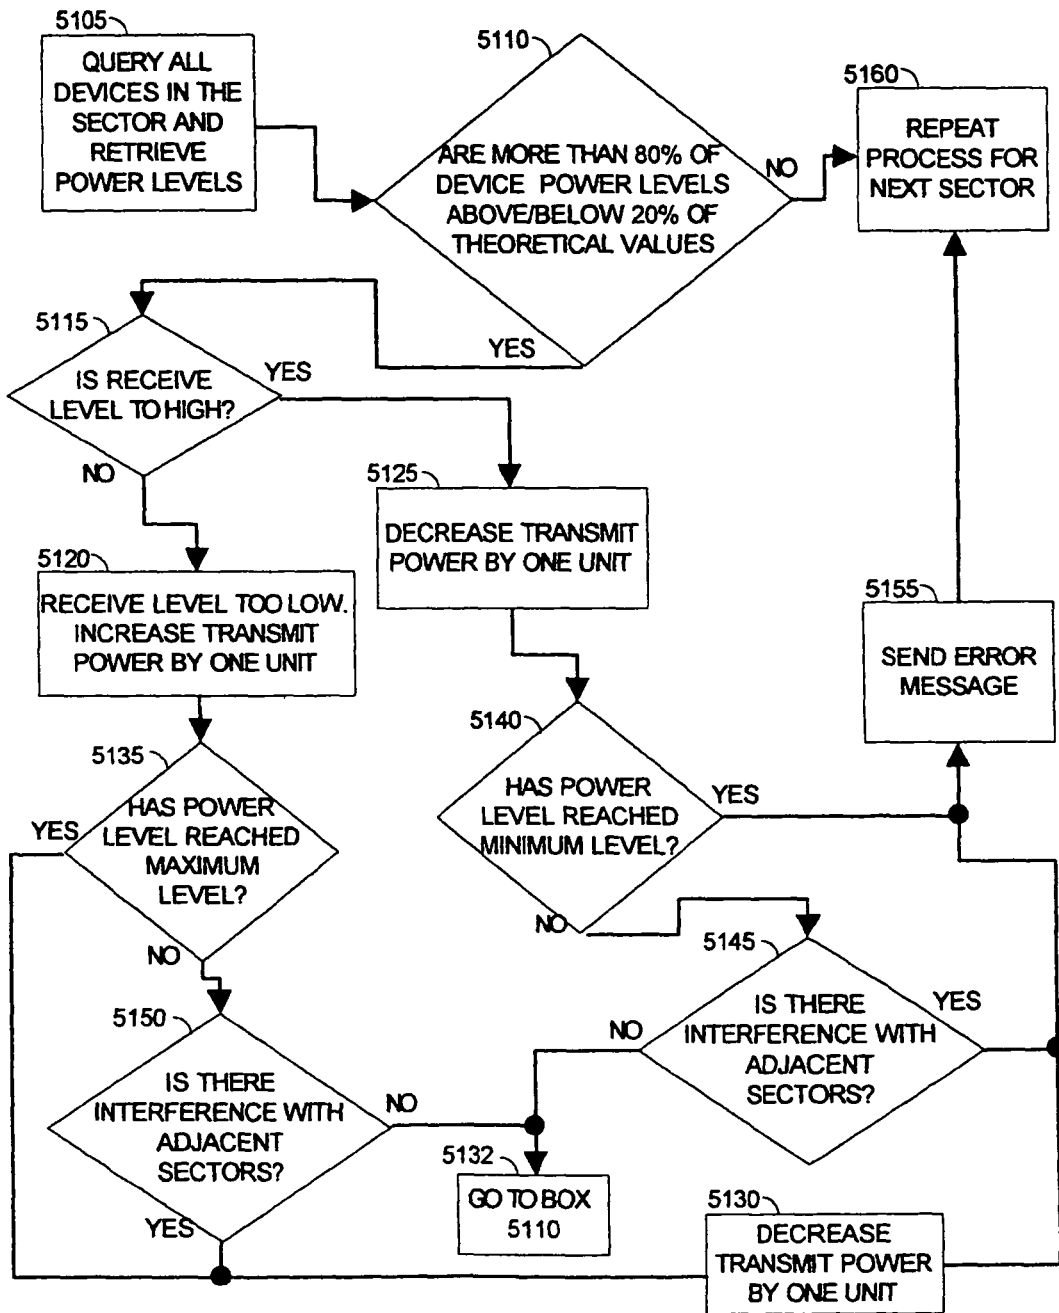 5105
QUERY ALL
DEVICES IN THE
SECTOR AND
RETRIEVE
POWER LEVELS
5110
ARE MORE THAN 80% OF
DEVICE POWER LEVELS
ABOVE/BELOW 20% OF
THEORETICAL VALUES
NO
YES
5160
REPEAT
PROCESS FOR
NEXT SECTOR
5115
IS RECEIVE
LEVEL TO HIGH?
YES
NO
5125
DECREASE TRANSMIT
POWER BY ONE UNIT
5120
RECEIVE LEVEL TOO LOW.
INCREASE TRANSMIT
POWER BY ONE UNIT
5155
SEND ERROR
MESSAGE
5140
HAS POWER
LEVEL REACHED
MINIMUM LEVEL?
YES
NO
5135
HAS POWER
LEVEL REACHED
MAXIMUM
LEVEL?
YES
NO
5145
IS THERE
INTERFERENCE WITH
ADJACENT
SECTORS?
YES
NO
5150
IS THERE
INTERFERENCE WITH
ADJACENT
SECTORS?
NO
YES
5132
GO TO BOX
5110
5130
DECREASE
TRANSMIT POWER
BY ONE UNIT